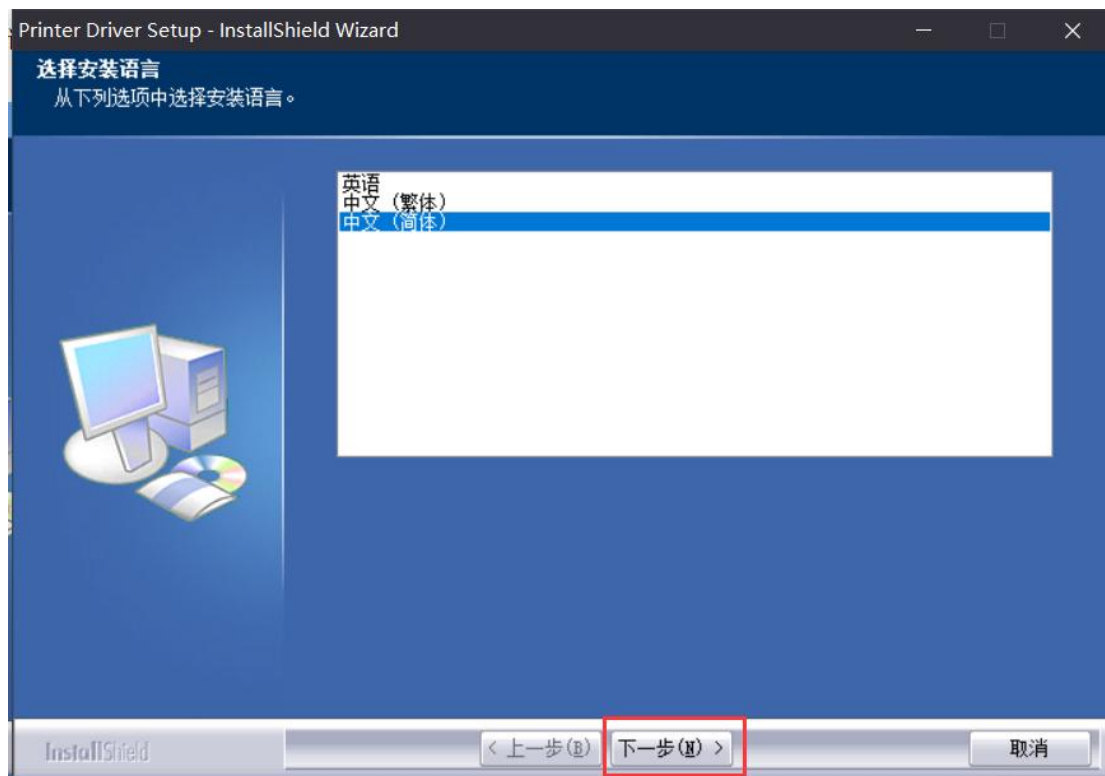 Printer Driver Setup - InstallShield Wizard
选择安装语言
从下列选项中选择安装语言。
英语
中文 (繁体)
中文 (简体)
InstallShield
< 上一步(B)
下一步(N) >
取消